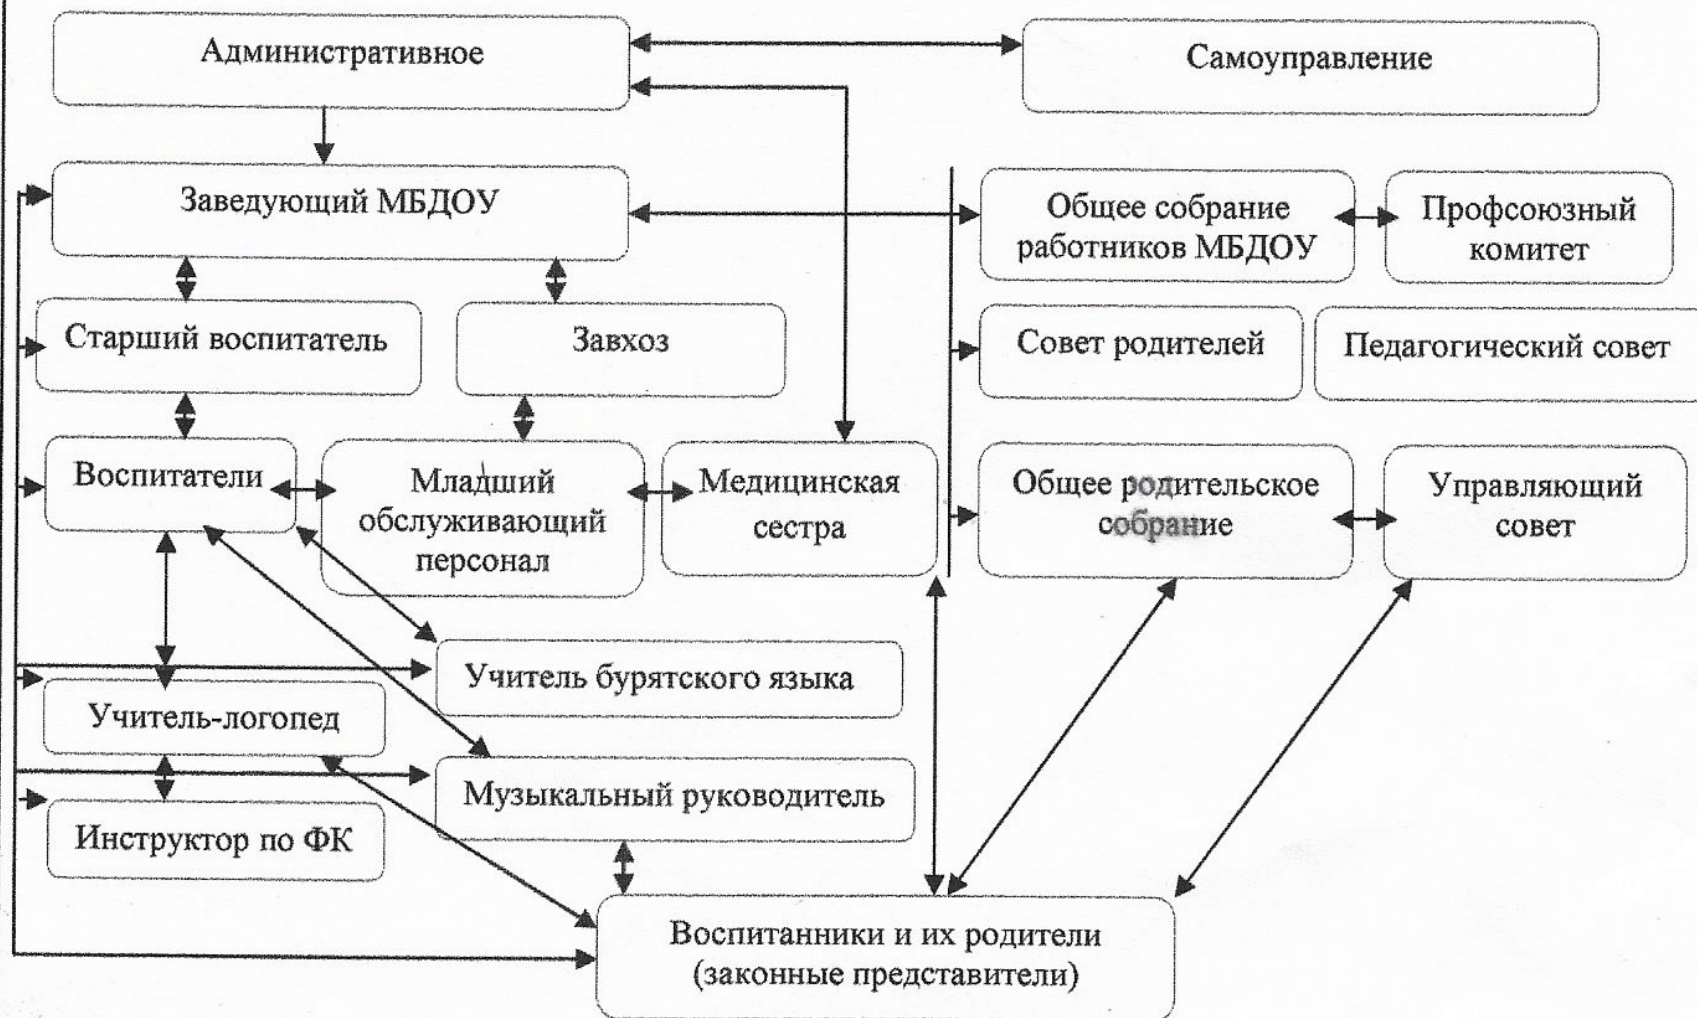 Административное
Самоуправление
Заведующий МБДОУ
Общее собрание
работников МБДОУ
Профсоюзный
комитет
Старший воспитатель
Завхоз
Совет родителей
Педагогический совет
Воспитатели
Младший
обслуживающий
персонал
Медицинская
сестра
Общее родительское
собрание
Управляющий
совет
Учитель бурятского языка
Учитель-логопед
Музыкальный руководитель
Инструктор по ФК
Воспитанники и их родители
(законные представители)